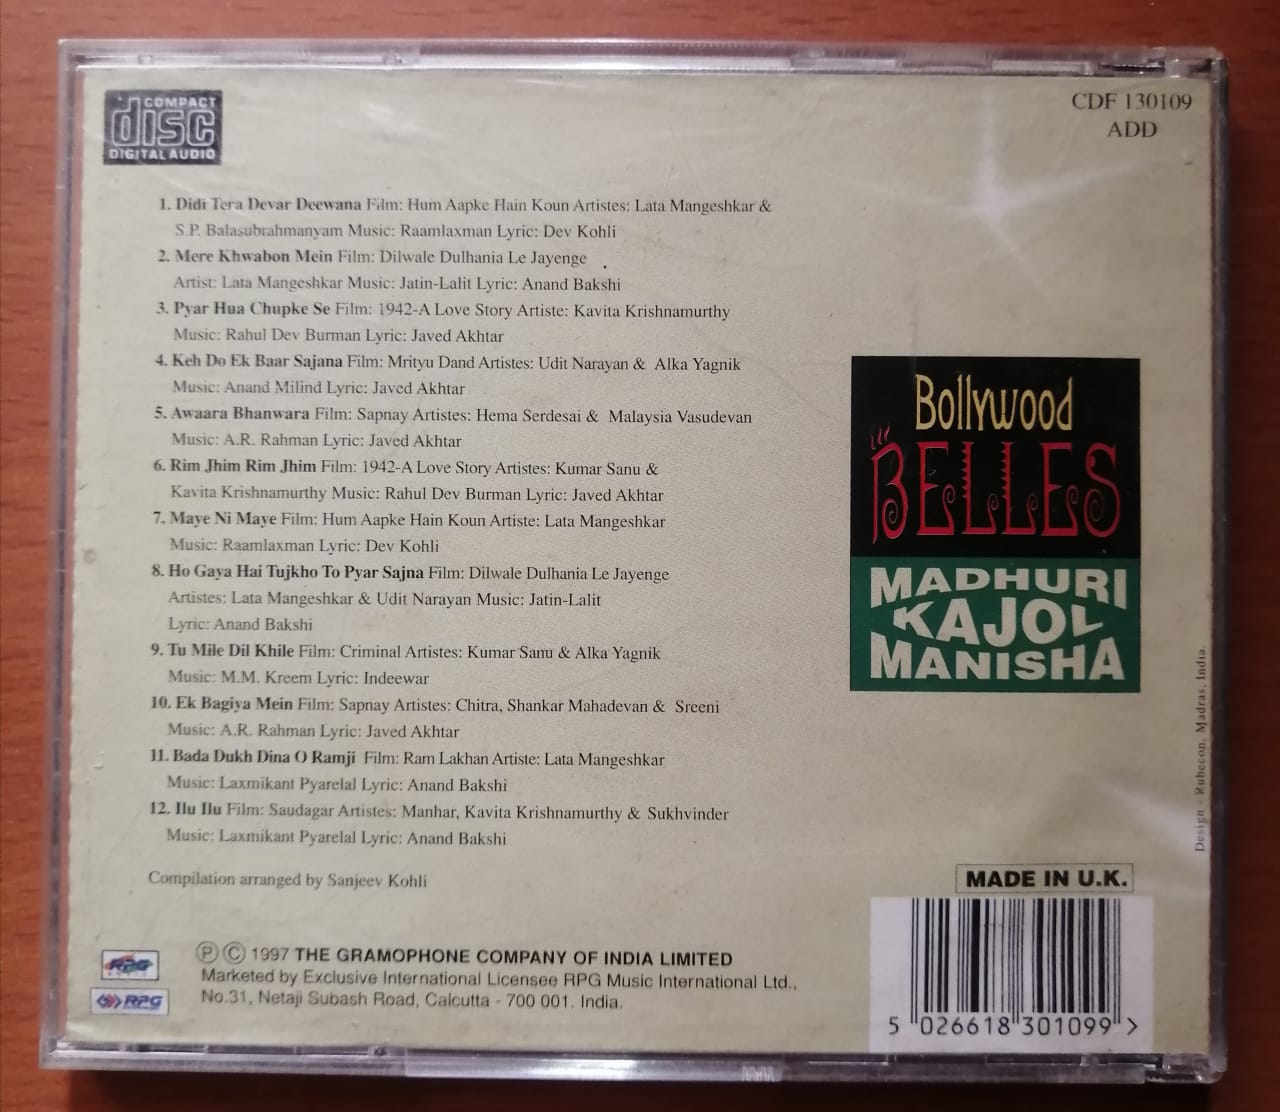 COMPACT
disc
DIGITAL AUDIO
CDF 130109
ADD
1. Didi Tera Devar Deewana Film: Hum Aapke Hain Koun Artistes: Lata Mangeshkar &
S.P. Balasubrahmanyam Music: Raamlaxman Lyric: Dev Kohli
2. Mere Khwabon Mein Film: Dilwale Dulhania Le Jayenge
Artist: Lata Mangeshkar Music: Jatin-Lalit Lyric: Anand Bakshi
3. Pyar Hua Chupke Se Film: 1942-A Love Story Artiste: Kavita Krishnamurthy
Music: Rahul Dev Burman Lyric: Javed Akhtar
4. Keh Do Ek Baar Sajana Film: Mrityu Dand Artistes: Udit Narayan & Alka Yagnik
Music: Anand Milind Lyric: Javed Akhtar
5. Awaara Bhanwara Film: Sapnay Artistes: Hema Serdesai & Malaysia Vasudevan
Music: A.R. Rahman Lyric: Javed Akhtar
6. Rim Jhim Rim Jhim Film: 1942-A Love Story Artistes: Kumar Sanu &
Kavita Krishnamurthy Music: Rahul Dev Burman Lyric: Javed Akhtar
7. Maye Ni Maye Film: Hum Aapke Hain Koun Artiste: Lata Mangeshkar
Music: Raamlaxman Lyric: Dev Kohli
8. Ho Gaya Hai Tujkho To Pyar Sajna Film: Dilwale Dulhania Le Jayenge
Artistes: Lata Mangeshkar & Udit Narayan Music: Jatin-Lalit
Lyric: Anand Bakshi
9. Tu Mile Dil Khile Film: Criminal Artistes: Kumar Sanu & Alka Yagnik
Music: M.M. Kreem Lyric: Indeewar
10. Ek Bagiya Mein Film: Sapnay Artistes: Chitra, Shankar Mahadevan & Sreeni
Music: A.R. Rahman Lyric: Javed Akhtar
11. Bada Dukh Dina O Ramji Film: Ram Lakhan Artiste: Lata Mangeshkar
Music: Laxmikant Pyarelal Lyric: Anand Bakshi
12. Ilu Ilu Film: Saudagar Artistes: Manhar, Kavita Krishnamurthy & Sukhvinder
Music: Laxmikant Pyarelal Lyric: Anand Bakshi
Compilation arranged by Sanjeev Kohli
Bollywood
BELLES
MADHURI
KAJOL
MANISHA
Design - Rubecon, Madras, India.
MADE IN U.K.
RPG
RPG
Ⓟ Ⓒ 1997 THE GRAMOPHONE COMPANY OF INDIA LIMITED
Marketed by Exclusive International Licensee RPG Music International Ltd.,
No.31, Netaji Subash Road, Calcutta - 700 001. India.
5 026618 301099 >